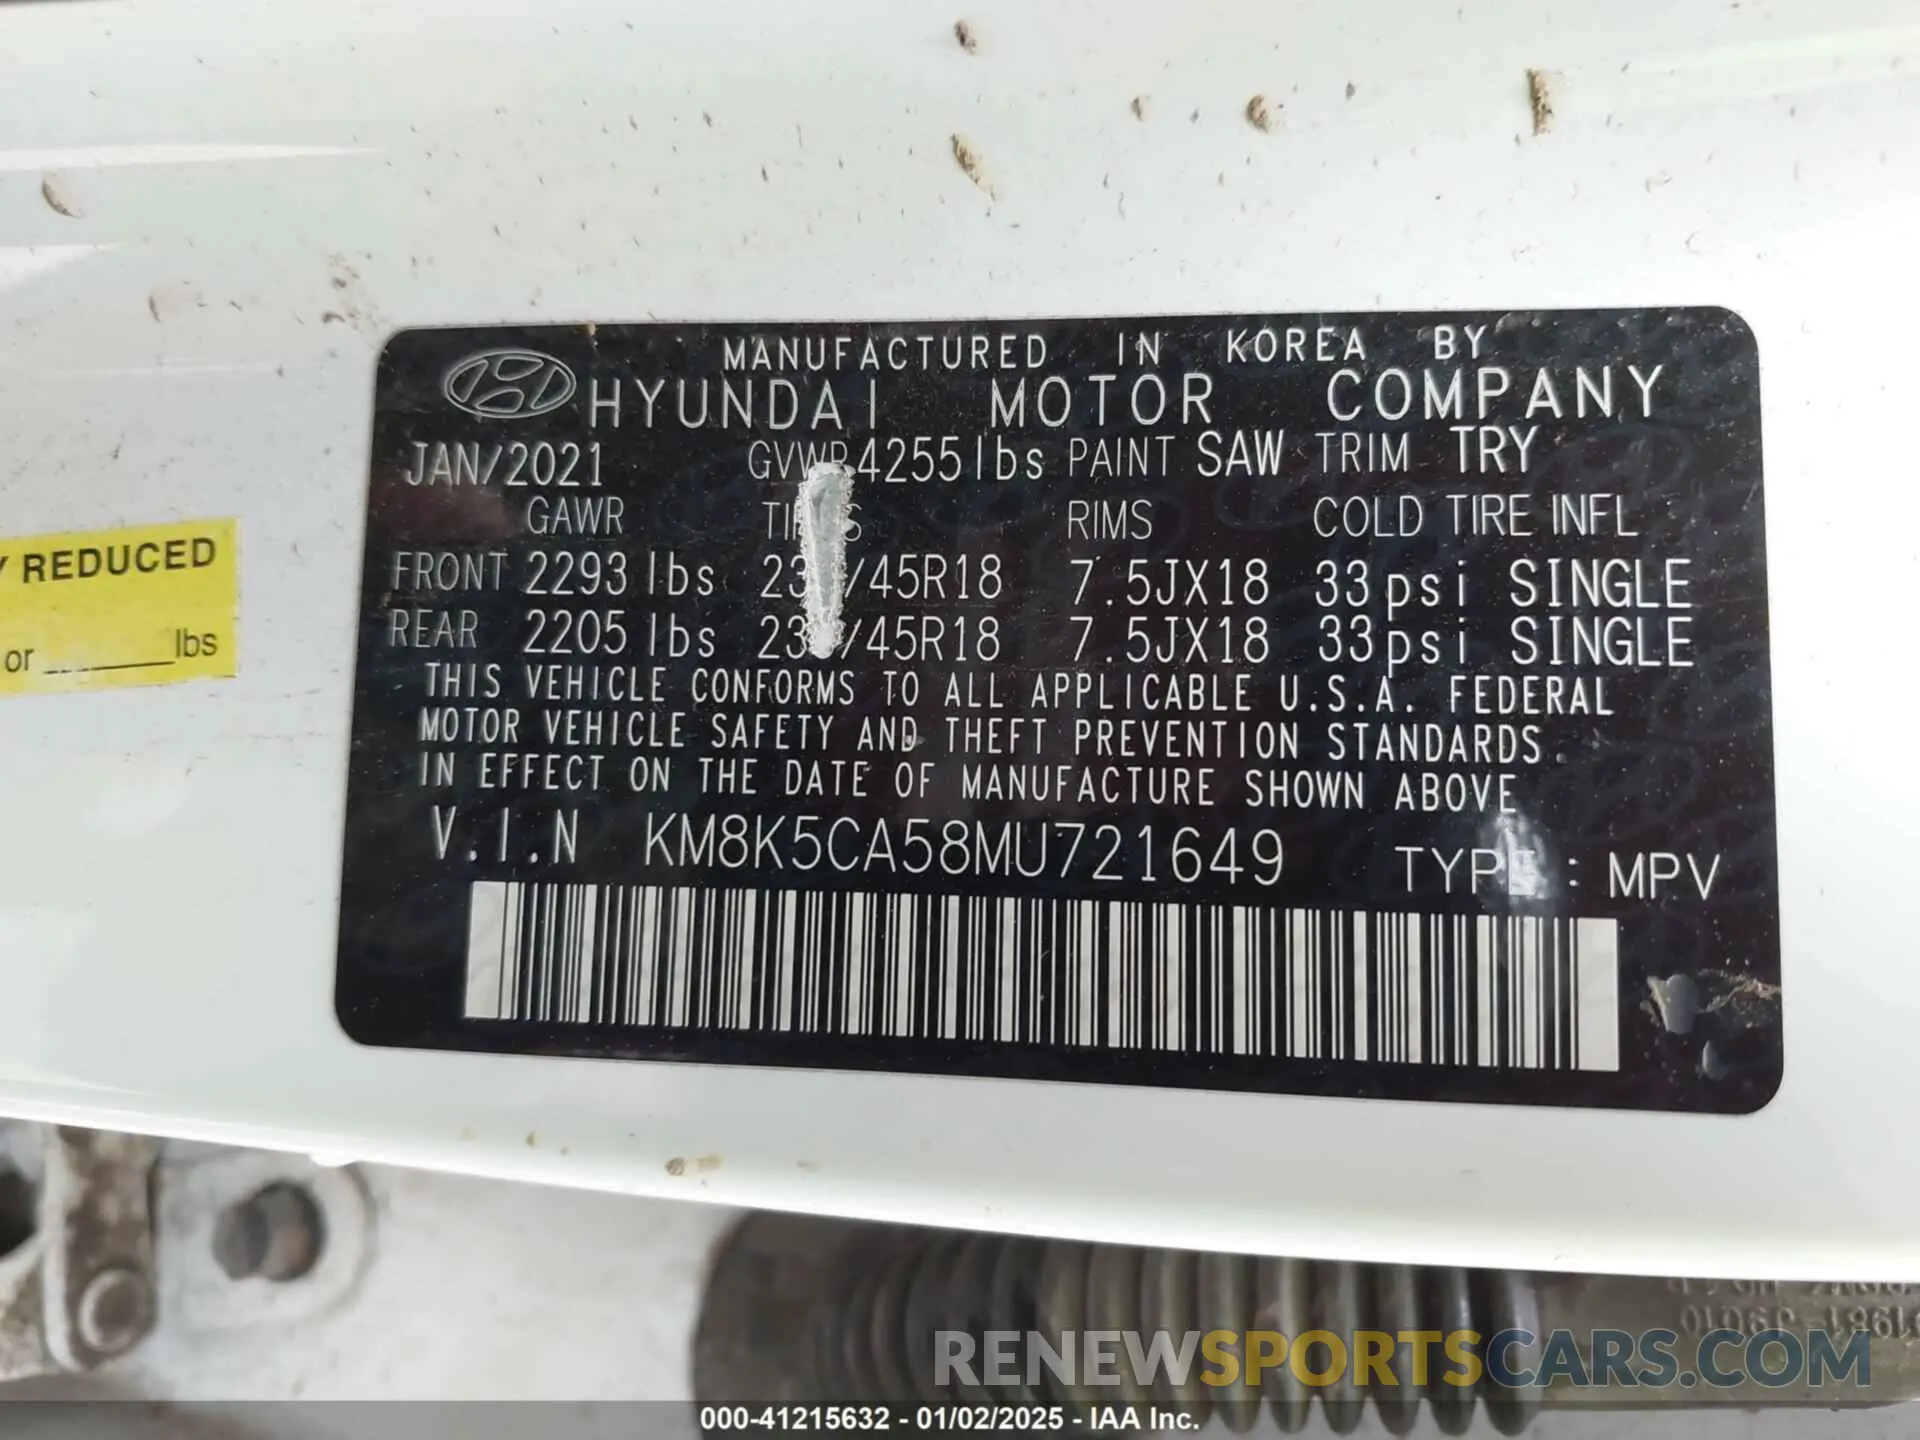 MANUFACTURED IN KOREA BY
HYUNDAI MOTOR COMPANY
JAN/2021 GVWR 4255lbs PAINT SAW TRIM TRY
GAWR RIMS COLD TIRE INFL
FRONT 2293lbs /45R18 7.5JX18 33psi SINGLE
REAR 2205lbs /45R18 7.5JX18 33psi SINGLE
THIS VEHICLE CONFORMS TO ALL APPLICABLE U.S.A. FEDERAL
MOTOR VEHICLE SAFETY AND THEFT PREVENTION STANDARDS
IN EFFECT ON THE DATE OF MANUFACTURE SHOWN ABOVE
V.I.N KM8K5CA58MU721649 TYPE : MPV
REDUCED
or ______ lbs
RENEWSPORTSCARS.COM
000-41215632 - 01/02/2025 - IAA Inc.